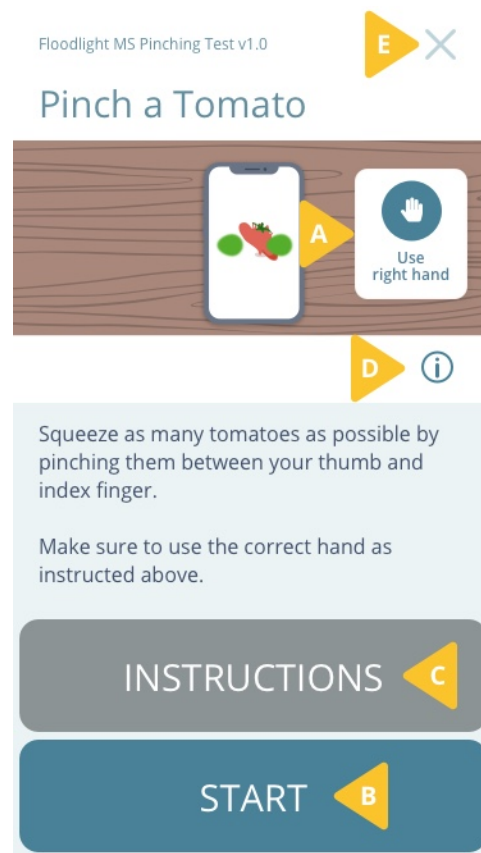 Floodlight MS Pinching Test v1.0
E
Pinch a Tomato
A
Use
right hand
D
Squeeze as many tomatoes as possible by
pinching them between your thumb and
index finger.
Make sure to use the correct hand as
instructed above.
INSTRUCTIONS
C
START
B